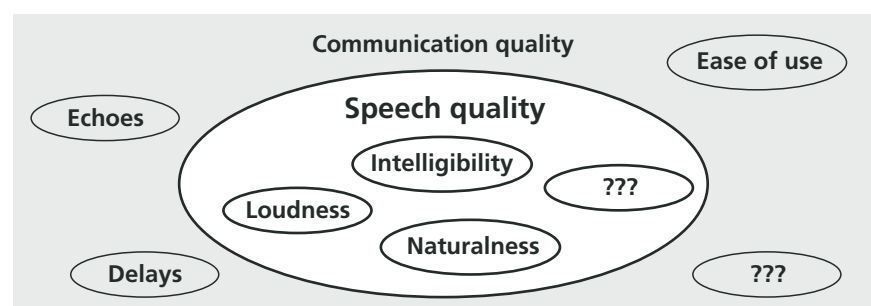 Communication quality
Ease of use
Echoes
Speech quality
Intelligibility
???
Loudness
Naturalness
Delays
???